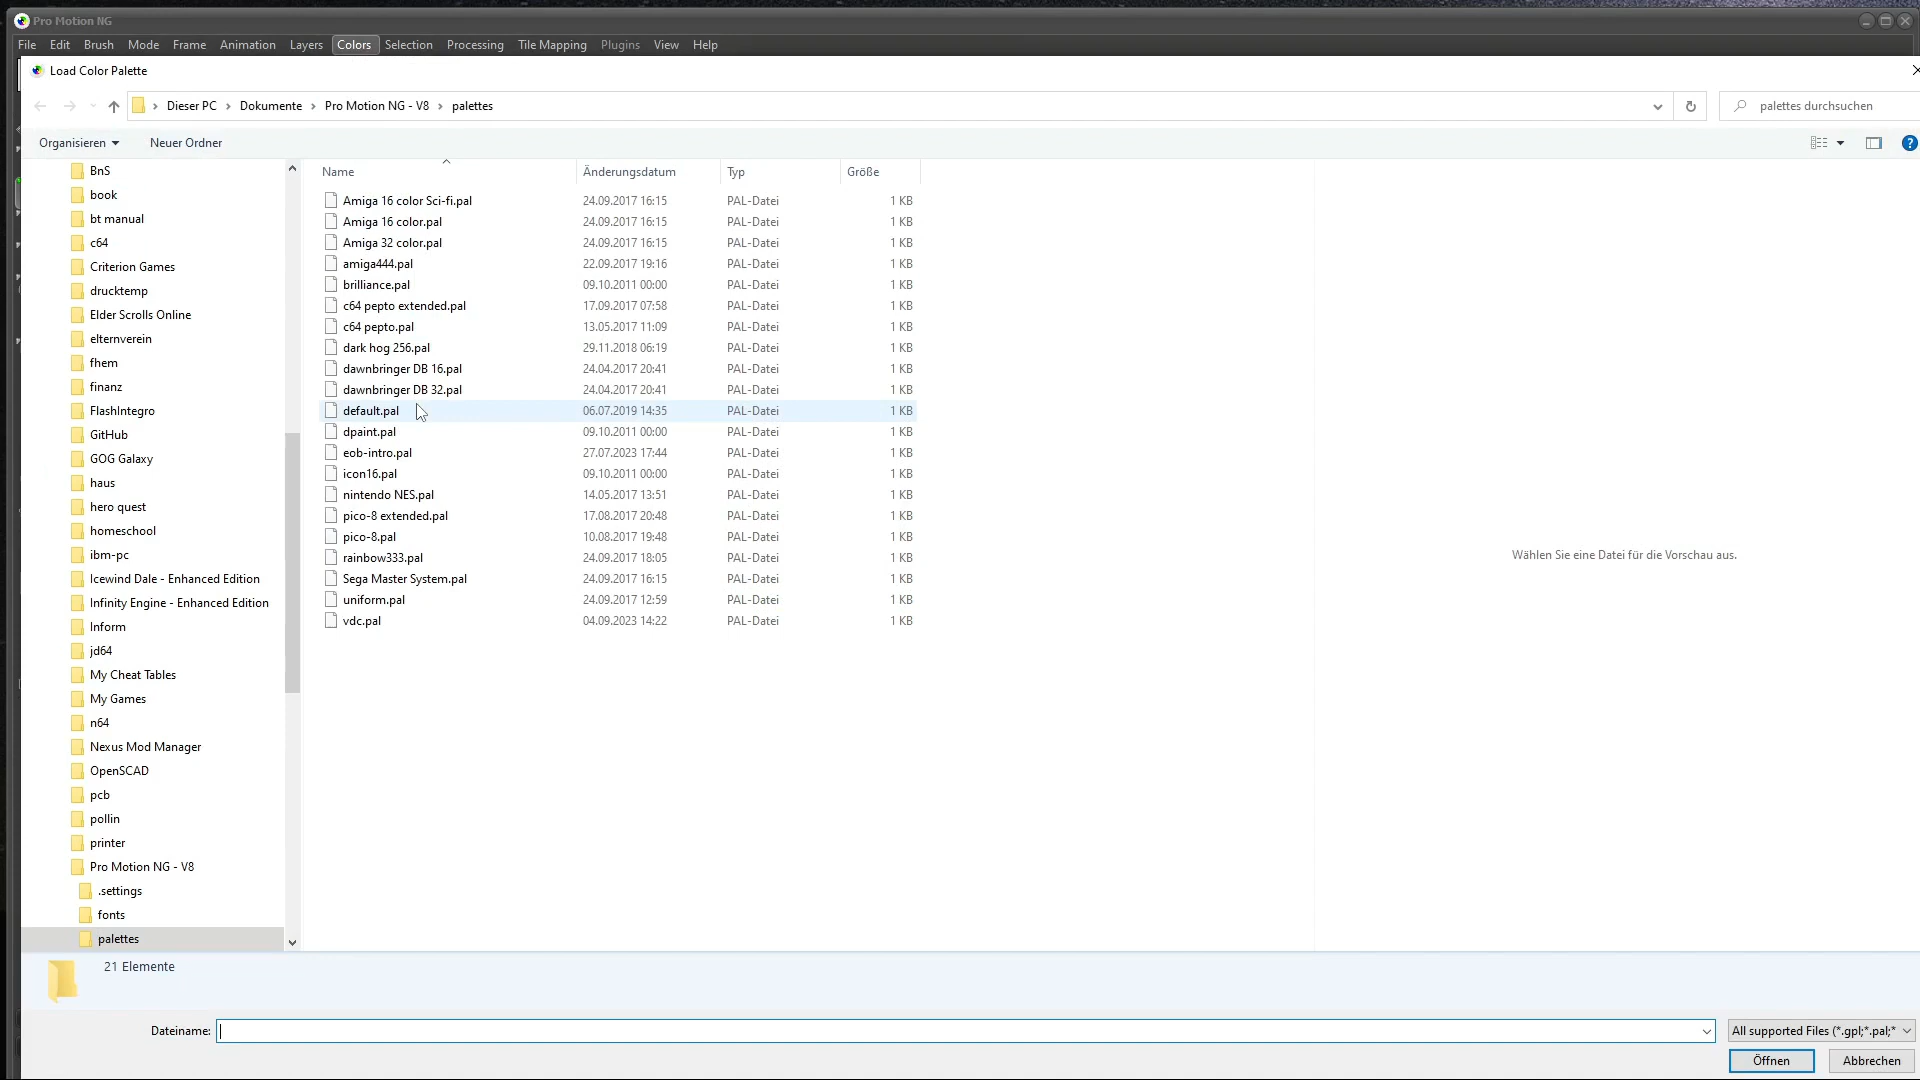 Pro Motion NG
File Edit Brush Mode Frame Animation Layers Colors Selection Processing Tile Mapping Plugins View Help
Load Color Palette
Dieser PC Dokumente Pro Motion NG - V8 palettes
palettes durchsuchen
Organisieren Neuer Ordner
Name Änderungsdatum Typ Größe
BnS
book
bt manual
c64
Criterion Games
drucktemp
Elder Scrolls Online
elternverein
fhem
finanz
FlashIntegro
GitHub
GOG Galaxy
haus
hero quest
homeschool
ibm-pc
Icewind Dale - Enhanced Edition
Infinity Engine - Enhanced Edition
Inform
jd64
My Cheat Tables
My Games
n64
Nexus Mod Manager
OpenSCAD
pcb
pollin
printer
Pro Motion NG - V8
.settings
fonts
palettes
Amiga 16 color Sci-fi.pal 24.09.2017 16:15 PAL-Datei 1 KB
Amiga 16 color.pal 24.09.2017 16:15 PAL-Datei 1 KB
Amiga 32 color.pal 24.09.2017 16:15 PAL-Datei 1 KB
amiga444.pal 22.09.2017 19:16 PAL-Datei 1 KB
brilliance.pal 09.10.2011 00:00 PAL-Datei 1 KB
c64 pepto extended.pal 17.09.2017 07:58 PAL-Datei 1 KB
c64 pepto.pal 13.05.2017 11:09 PAL-Datei 1 KB
dark hog 256.pal 29.11.2018 06:19 PAL-Datei 1 KB
dawnbringer DB 16.pal 24.04.2017 20:41 PAL-Datei 1 KB
dawnbringer DB 32.pal 24.04.2017 20:41 PAL-Datei 1 KB
default.pal 06.07.2019 14:35 PAL-Datei 1 KB
dpaint.pal 09.10.2011 00:00 PAL-Datei 1 KB
eob-intro.pal 27.07.2023 17:44 PAL-Datei 1 KB
icon16.pal 09.10.2011 00:00 PAL-Datei 1 KB
nintendo NES.pal 14.05.2017 13:51 PAL-Datei 1 KB
pico-8 extended.pal 17.08.2017 20:48 PAL-Datei 1 KB
pico-8.pal 10.08.2017 19:48 PAL-Datei 1 KB
rainbow333.pal 24.09.2017 18:05 PAL-Datei 1 KB
Sega Master System.pal 24.09.2017 16:15 PAL-Datei 1 KB
uniform.pal 24.09.2017 12:59 PAL-Datei 1 KB
vdc.pal 04.09.2023 14:22 PAL-Datei 1 KB
Wählen Sie eine Datei für die Vorschau aus.
21 Elemente
Dateiname:
All supported Files (*.gpl;*.pal;*
Öffnen Abbrechen